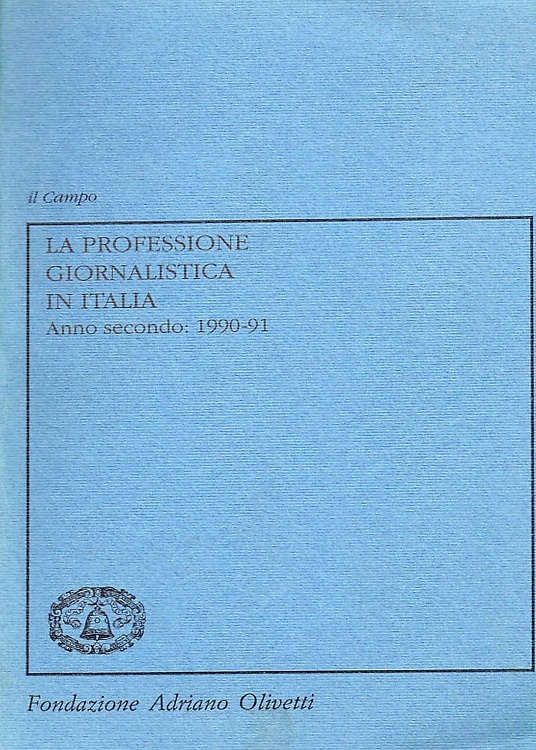 il Campo
LA PROFESSIONE
GIORNALISTICA
IN ITALIA
Anno secondo: 1990-91
Fondazione Adriano Olivetti